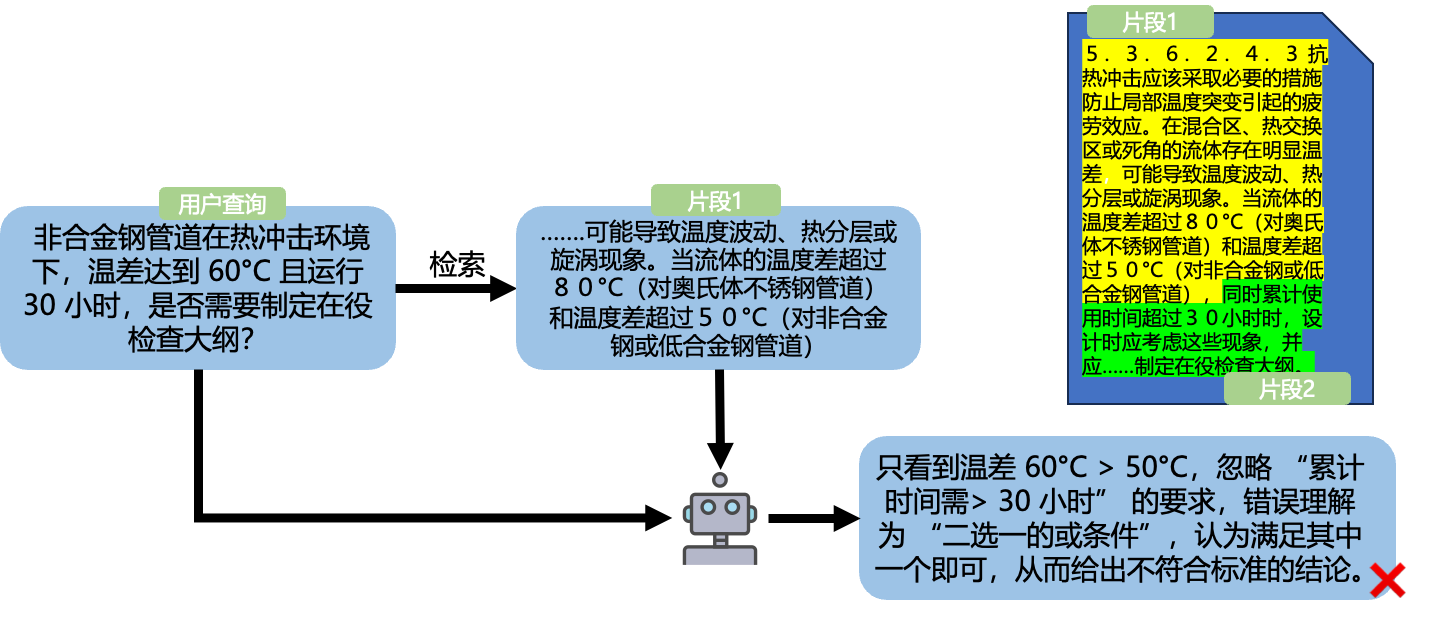 用户查询
非合金钢管道在热冲击环境
下，温差达到 60°C 且运行
30 小时，是否需要制定在役
检查大纲？
检索
片段1
.......可能导致温度波动、热分层或
旋涡现象。当流体的温度差超过
８０℃（对奥氏体不锈钢管道）
和温度差超过５０℃（对非合金
钢或低合金钢管道）
片段1
５．３．６．２．４．３ 抗
热冲击应该采取必要的措施
防止局部温度突变引起的疲
劳效应。在混合区、热交换
区或死角的流体存在明显温
差，可能导致温度波动、热
分层或旋涡现象。当流体的
温度差超过８０℃（对奥氏
体不锈钢管道）和温度差超
过５０℃（对非合金钢或低
合金钢管道），同时累计使
用时间超过３０小时时，设
计时应考虑这些现象，并
应......制定在役检查大纲。
片段2
只看到温差 60°C > 50°C，忽略 “累计
时间需> 30 小时” 的要求，错误理解
为 “二选一的或条件”，认为满足其中
一个即可，从而给出不符合标准的结论。